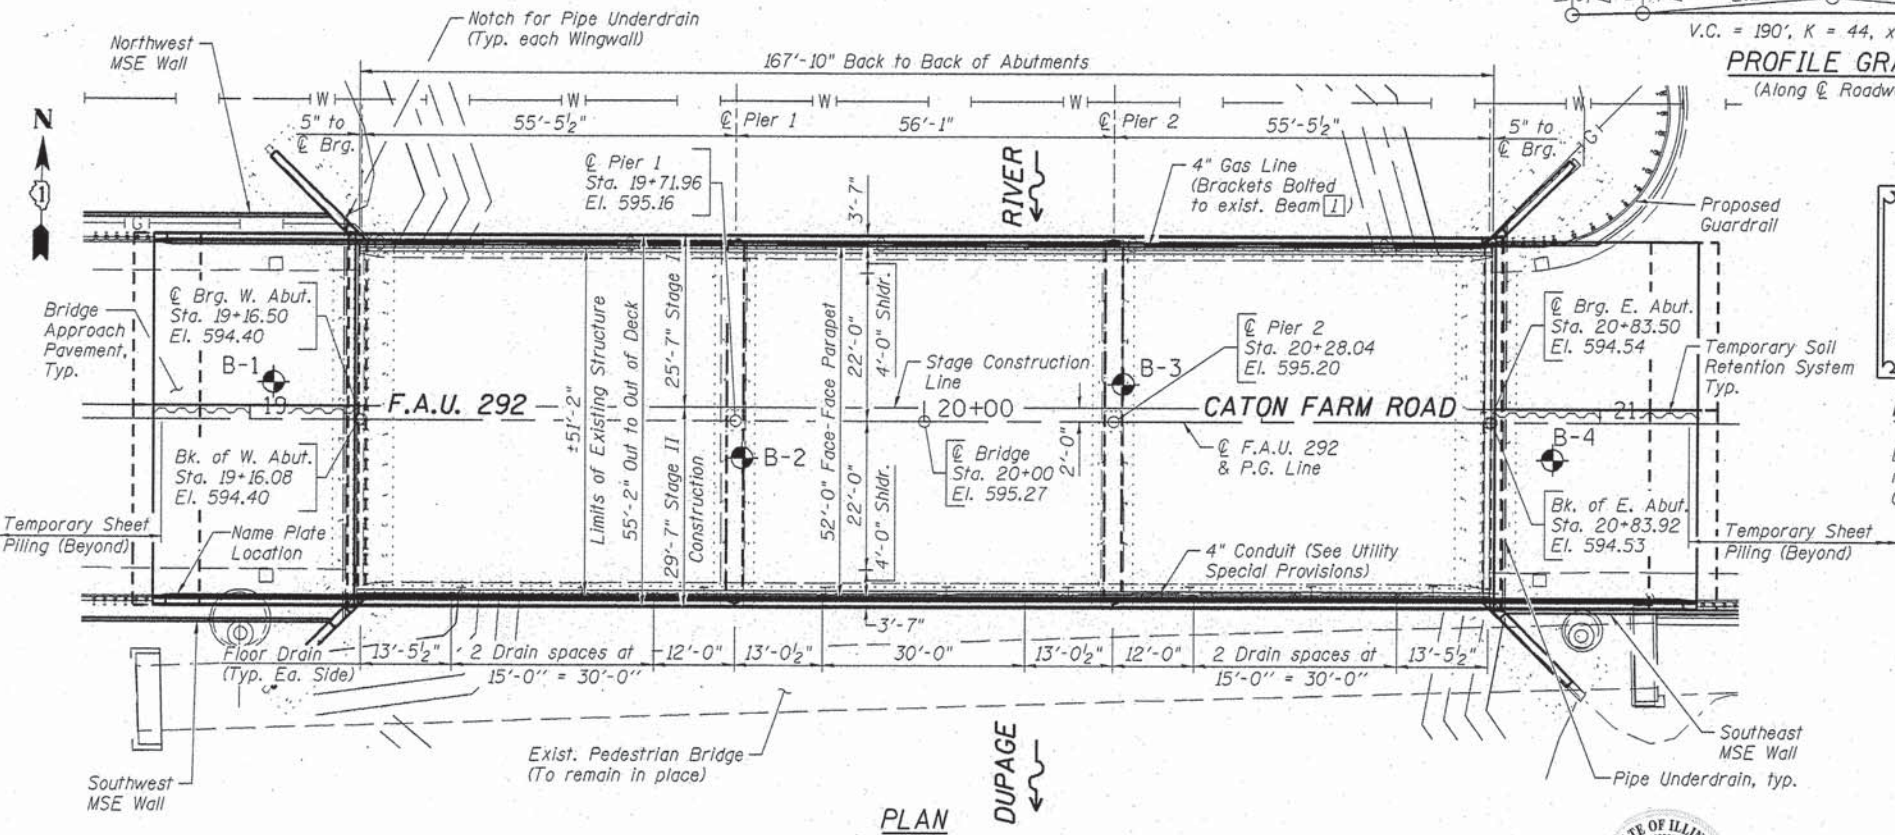 Notch for Pipe Underdrain
(Typ. each Wingwall)
Northwest
MSE Wall
167'-10" Back to Back of Abutments
V.C. = 190', K = 44, x
PROFILE GRA
(Along ℄ Roadw
W
W
W
W
W
N
5" to
℄ Brg.
55'-5½"
℄ Pier 1
56'-1"
℄ Pier 2
55'-5½"
5" to
℄ Brg.
G
℄ Pier 1
Sta. 19+71.96
El. 595.16
3'-7"
RIVER
4" Gas Line
(Brackets Bolted
to exist. Beam 1)
Proposed
Guardrail
G
Bridge
Approach
Pavement,
Typ.
℄ Brg. W. Abut.
Sta. 19+16.50
El. 594.40
B-1
19
Limits of Existing Structure
±51'-2"
55'-2" Out to Out of Deck
25'-7" Stage I
29'-7" Stage II
Construction
52'-0" Face-Face Parapet
22'-0"
22'-0"
4'-0" Shldr.
4'-0" Shldr.
Stage Construction
Line
℄ Pier 2
Sta. 20+28.04
El. 595.20
B-3
℄ Brg. E. Abut.
Sta. 20+83.50
El. 594.54
Temporary Soil
Retention System
Typ.
F.A.U. 292
20+00
CATON FARM ROAD
21
Bk. of W. Abut.
Sta. 19+16.08
El. 594.40
B-2
℄ Bridge
Sta. 20+00
El. 595.27
2'-0"
℄ F.A.U. 292
& P.G. Line
B-4
Bk. of E. Abut.
Sta. 20+83.92
El. 594.53
Temporary Sheet
Piling (Beyond)
Name Plate
Location
4" Conduit (See Utility
Special Provisions)
Temporary Sheet
Piling (Beyond)
3'-7"
Floor Drain
(Typ. Ea. Side)
13'-5½"
2 Drain spaces at
15'-0" = 30'-0"
12'-0"
13'-0½"
30'-0"
13'-0½"
12'-0"
2 Drain spaces at
15'-0" = 30'-0"
13'-5½"
Southwest
MSE Wall
Exist. Pedestrian Bridge
(To remain in place)
DUPAGE
Southeast
MSE Wall
Pipe Underdrain, typ.
PLAN
TE OF ILLIN